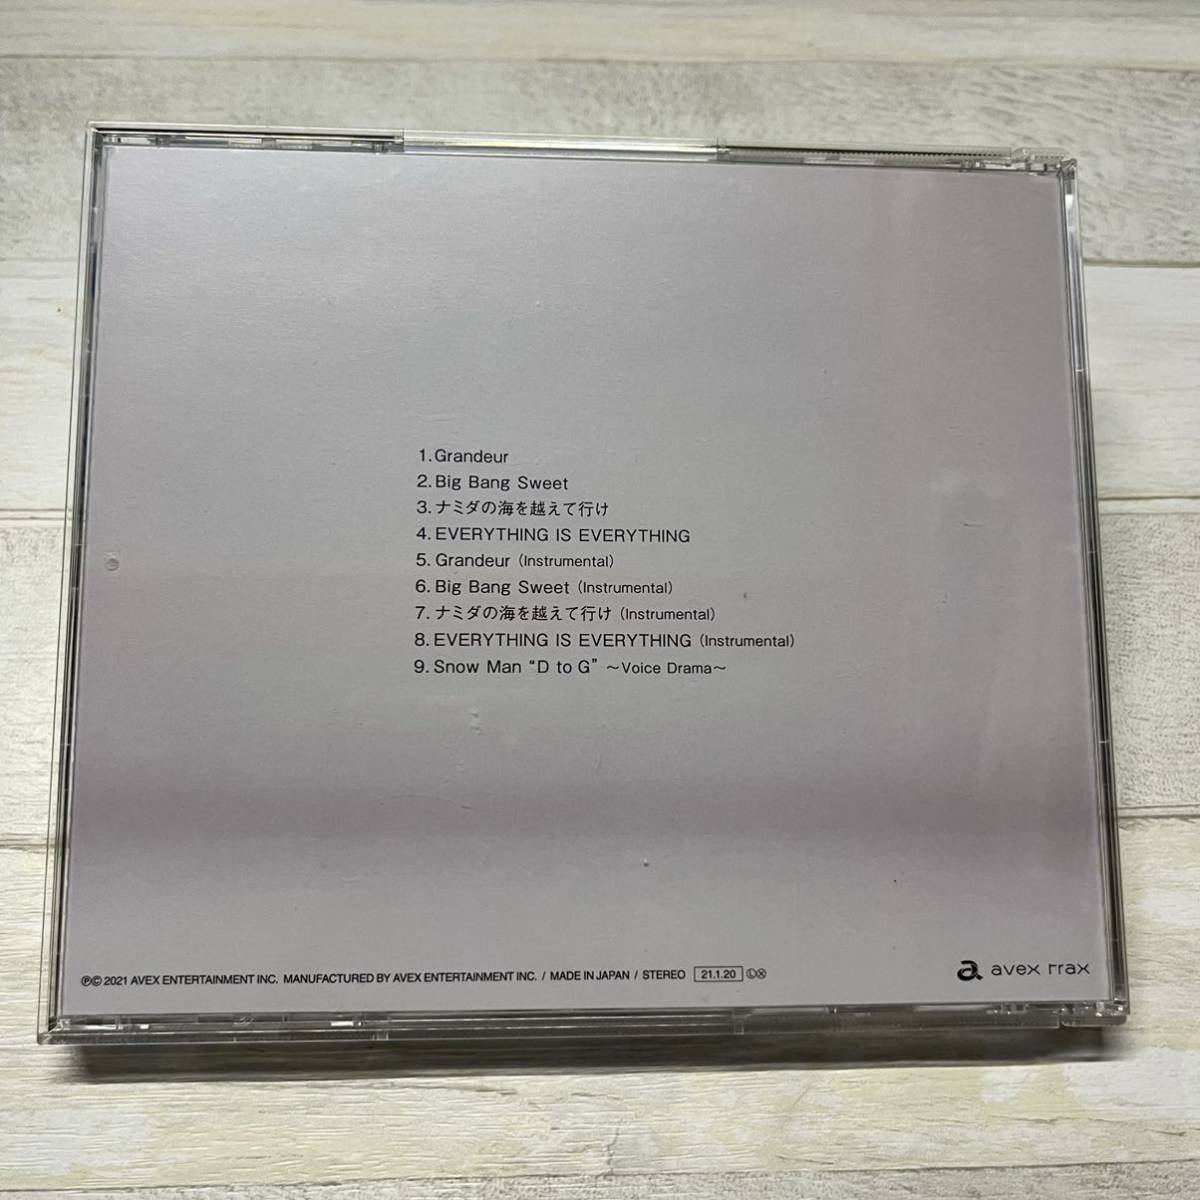 1. Grandeur
2. Big Bang Sweet
3. ナミダの海を越えて行け
4. EVERYTHING IS EVERYTHING
5. Grandeur (Instrumental)
6. Big Bang Sweet (Instrumental)
7. ナミダの海を越えて行け (Instrumental)
8. EVERYTHING IS EVERYTHING (Instrumental)
9. Snow Man “D to G” ～Voice Drama～
℗© 2021 AVEX ENTERTAINMENT INC. MANUFACTURED BY AVEX ENTERTAINMENT INC. / MADE IN JAPAN / STEREO 21.1.20 Ⓛⓧ
a avex trax